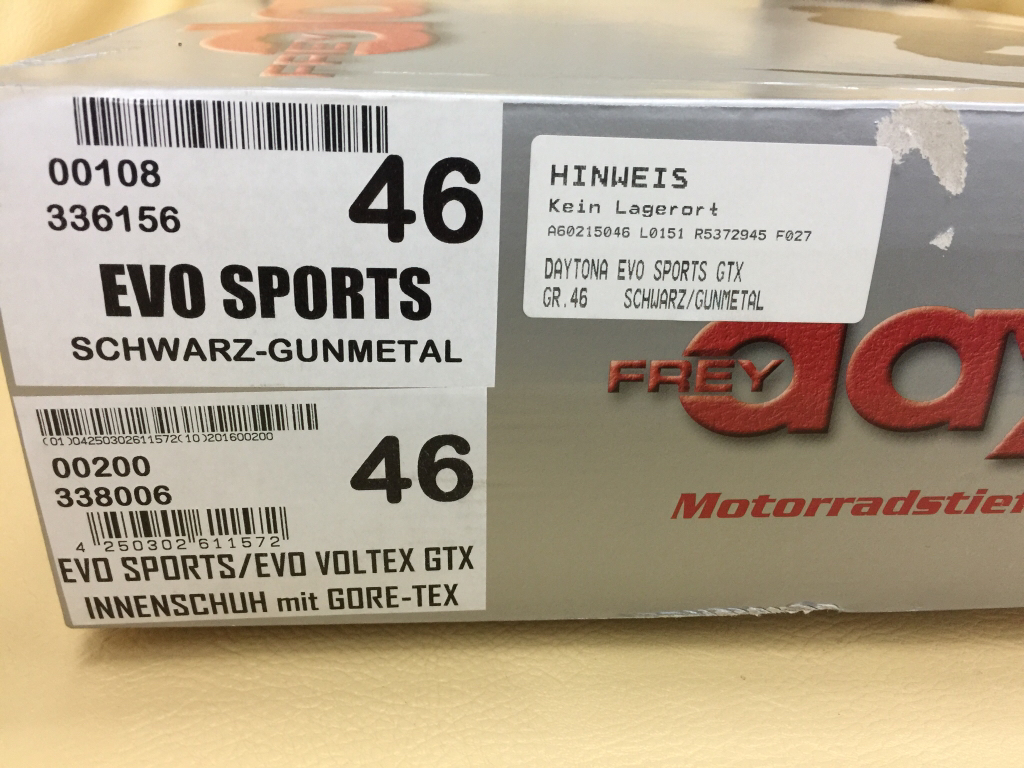 FREY
00108
336156
46
EVO SPORTS
SCHWARZ-GUNMETAL
(01)04250302611572(10)201600200
00200
338006
46
4 250302 611572
EVO SPORTS/EVO VOLTEX GTX
INNENSCHUH mit GORE-TEX
HINWEIS
Kein Lagerort
A60215046 L0151 R5372945 F027
DAYTONA EVO SPORTS GTX
GR.46 SCHWARZ/GUNMETAL
FREY
day
Motorradstief